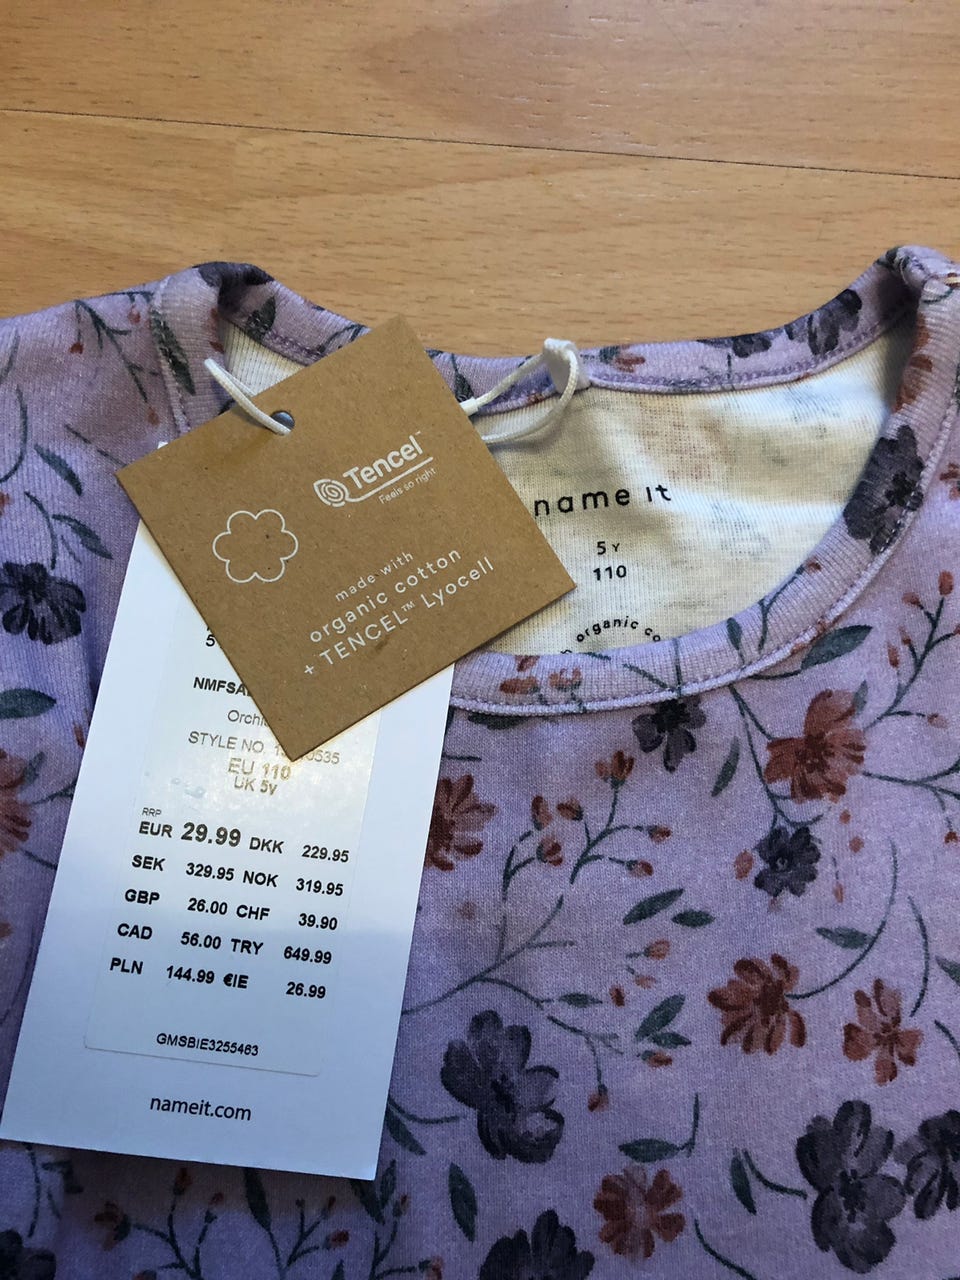 Tencel™
Feels so right
made with
organic cotton
+ TENCEL™ Lyocell
name it
5Y
110
organic
5
STYLE NO.
EU 110
UK 5y
RRP
EUR 29.99 DKK 229.95
SEK 329.95 NOK 319.95
GBP 26.00 CHF 39.90
CAD 56.00 TRY 649.99
PLN 144.99 €IE 26.99
GMSBIE3255463
nameit.com